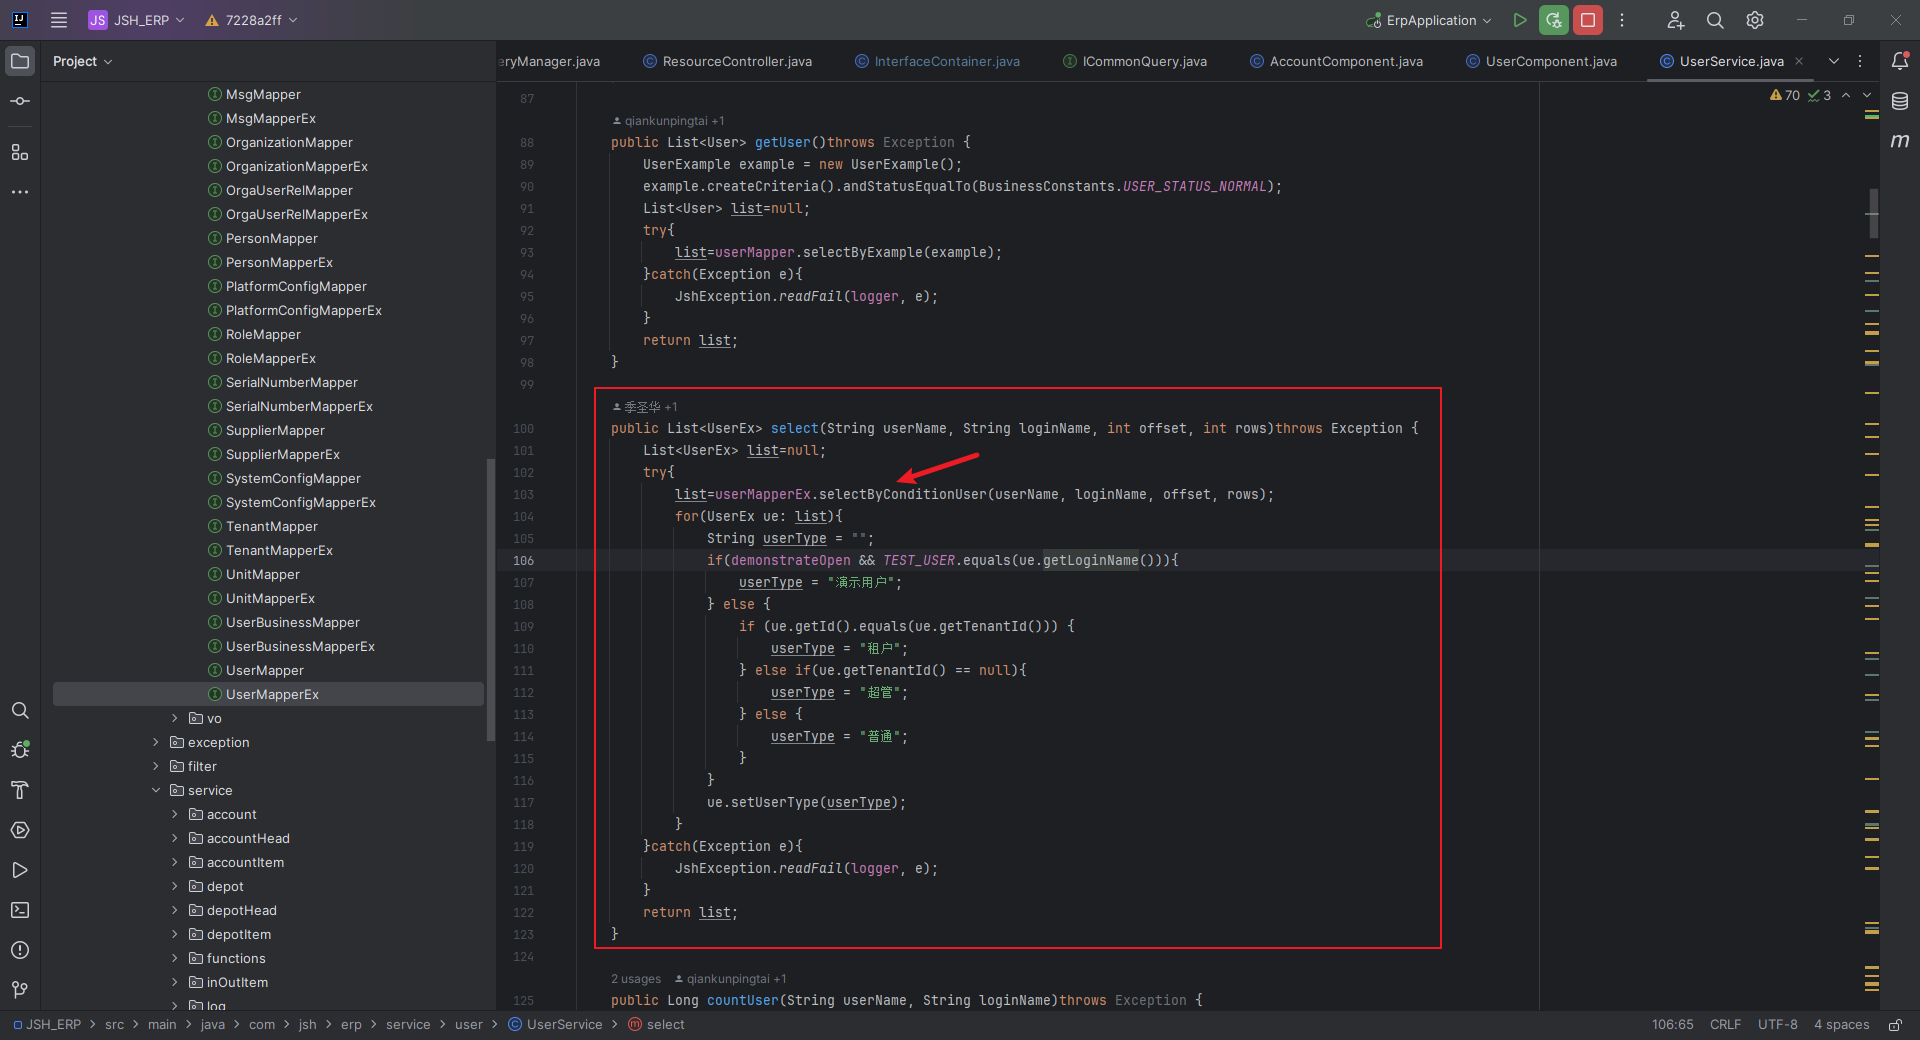 JS JSH_ERP 7228a2ff ErpApplication
Project
eryManager.java ResourceController.java InterfaceContainer.java ICommonQuery.java AccountComponent.java UserComponent.java UserService.java
70 3
MsgMapper
MsgMapperEx
OrganizationMapper
OrganizationMapperEx
OrgaUserRelMapper
OrgaUserRelMapperEx
PersonMapper
PersonMapperEx
PlatformConfigMapper
PlatformConfigMapperEx
RoleMapper
RoleMapperEx
SerialNumberMapper
SerialNumberMapperEx
SupplierMapper
SupplierMapperEx
SystemConfigMapper
SystemConfigMapperEx
TenantMapper
TenantMapperEx
UnitMapper
UnitMapperEx
UserBusinessMapper
UserBusinessMapperEx
UserMapper
UserMapperEx
vo
exception
filter
service
account
accountHead
accountItem
depot
depotHead
depotItem
functions
inOutItem
log
87
qiankunpingtai +1
88 public List<User> getUser()throws Exception {
89 UserExample example = new UserExample();
90 example.createCriteria().andStatusEqualTo(BusinessConstants.USER_STATUS_NORMAL);
91 List<User> list=null;
92 try{
93 list=userMapper.selectByExample(example);
94 }catch(Exception e){
95 JshException.readFail(logger, e);
96 }
97 return list;
98 }
99
季圣华 +1
100 public List<UserEx> select(String userName, String loginName, int offset, int rows)throws Exception {
101 List<UserEx> list=null;
102 try{
103 list=userMapperEx.selectByConditionUser(userName, loginName, offset, rows);
104 for(UserEx ue: list){
105 String userType = "";
106 if(demonstrateOpen && TEST_USER.equals(ue.getLoginName())){
107 userType = "演示用户";
108 } else {
109 if (ue.getId().equals(ue.getTenantId())) {
110 userType = "租户";
111 } else if(ue.getTenantId() == null){
112 userType = "超管";
113 } else {
114 userType = "普通";
115 }
116 }
117 ue.setUserType(userType);
118 }
119 }catch(Exception e){
120 JshException.readFail(logger, e);
121 }
122 return list;
123 }
124
2 usages qiankunpingtai +1
125 public Long countUser(String userName, String loginName)throws Exception {
JSH_ERP > src > main > java > com > jsh > erp > service > user > UserService > select 106:65 CRLF UTF-8 4 spaces